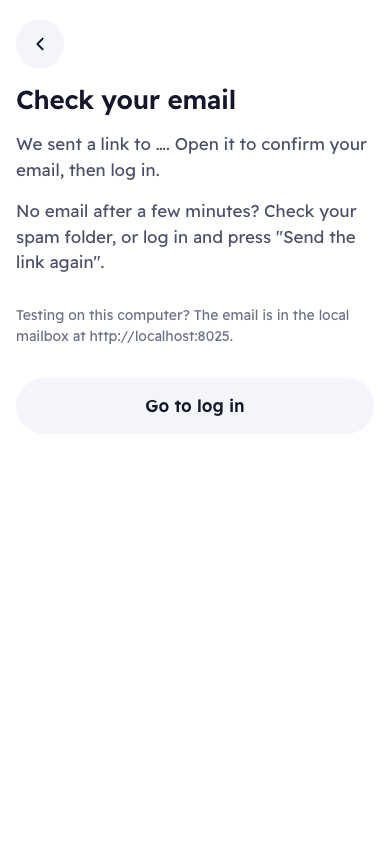 Check your email
We sent a link to …. Open it to confirm your
email, then log in.
No email after a few minutes? Check your
spam folder, or log in and press "Send the
link again".
Testing on this computer? The email is in the local
mailbox at http://localhost:8025.
Go to log in